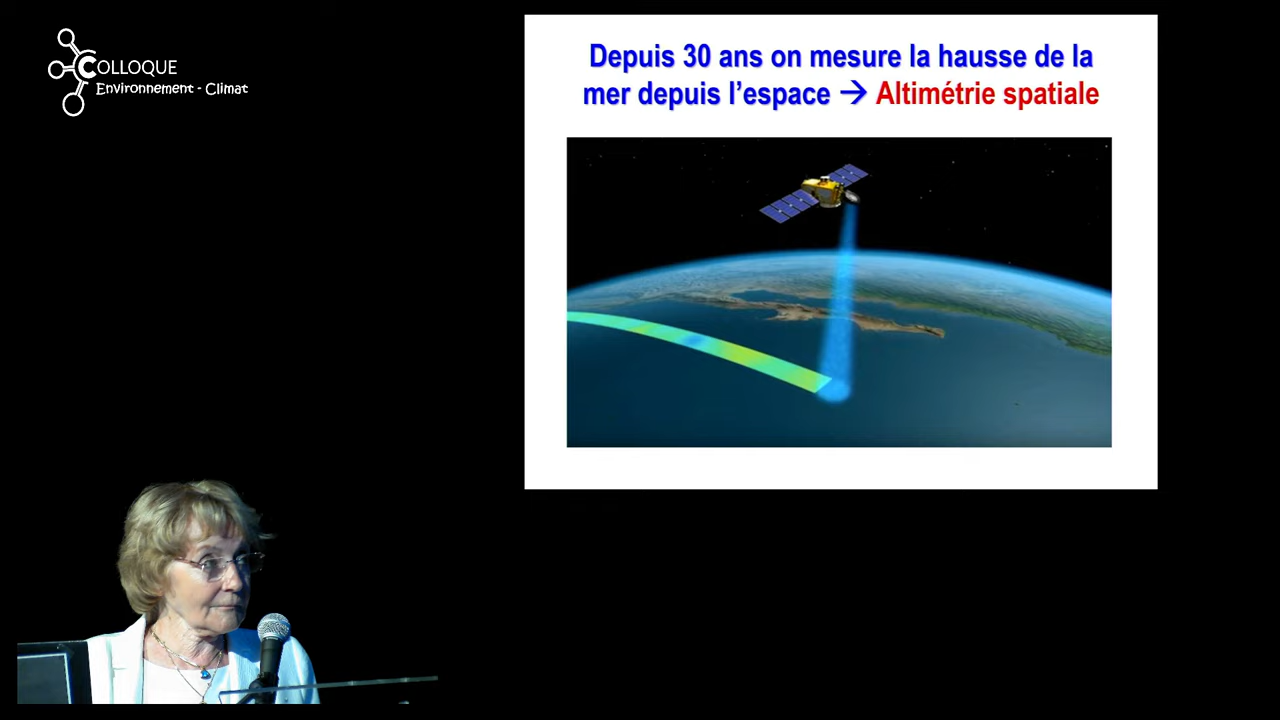 COLLOQUE
Environnement - Climat
Depuis 30 ans on mesure la hausse de la
mer depuis l'espace → Altimétrie spatiale